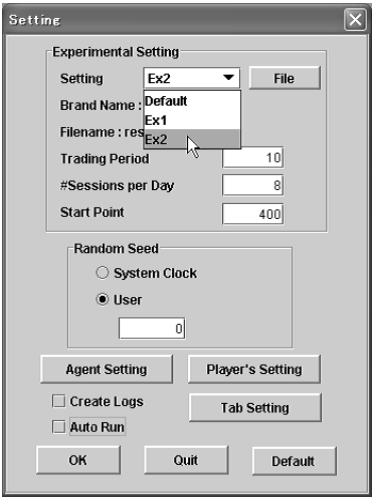 Setting
Experimental Setting
Setting Ex2 File
Default
Brand Name :
Ex1
Filename : res
Ex2
Trading Period 10
#Sessions per Day 8
Start Point 400
Random Seed
System Clock
User
0
Agent Setting Player's Setting
Create Logs
Tab Setting
Auto Run
OK Quit Default